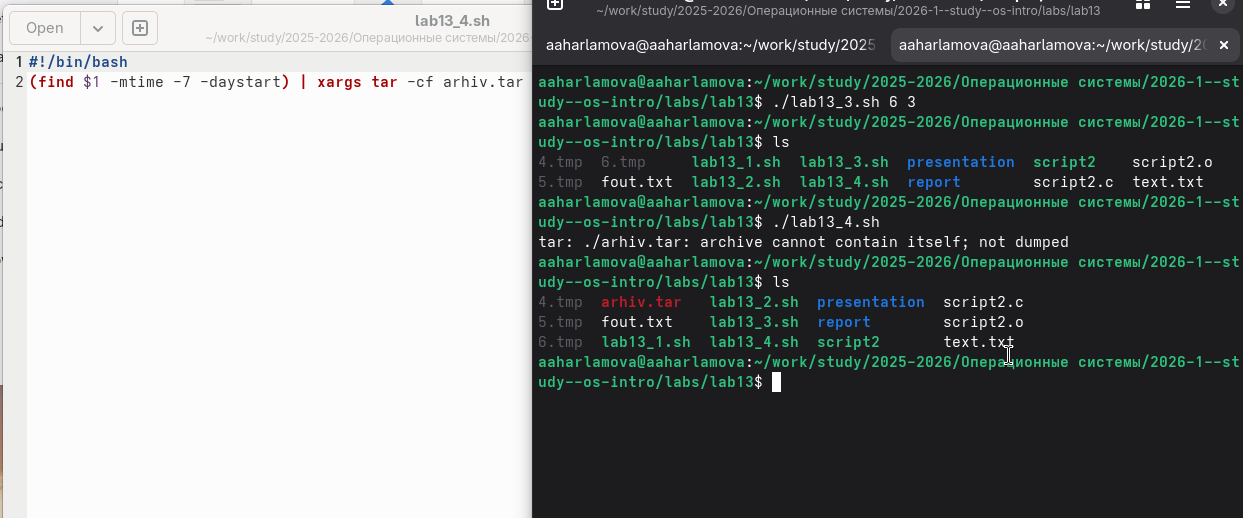 Open
lab13_4.sh
~/work/study/2025-2026/Операционные системы/2026-
1 #!/bin/bash
2 (find $1 -mtime -7 -daystart) | xargs tar -cf arhiv.tar
~/work/study/2025-2026/Операционные системы/2026-1--study--os-intro/labs/lab13
aaharlamova@aaharlamova:~/work/study/2025
aaharlamova@aaharlamova:~/work/study/2
aaharlamova@aaharlamova:~/work/study/2025-2026/Операционные системы/2026-1--st
udy--os-intro/labs/lab13$ ./lab13_3.sh 6 3
aaharlamova@aaharlamova:~/work/study/2025-2026/Операционные системы/2026-1--st
udy--os-intro/labs/lab13$ ls
4.tmp 6.tmp lab13_1.sh lab13_3.sh presentation script2 script2.o
5.tmp fout.txt lab13_2.sh lab13_4.sh report script2.c text.txt
aaharlamova@aaharlamova:~/work/study/2025-2026/Операционные системы/2026-1--st
udy--os-intro/labs/lab13$ ./lab13_4.sh
tar: ./arhiv.tar: archive cannot contain itself; not dumped
aaharlamova@aaharlamova:~/work/study/2025-2026/Операционные системы/2026-1--st
udy--os-intro/labs/lab13$ ls
4.tmp arhiv.tar lab13_2.sh presentation script2.c
5.tmp fout.txt lab13_3.sh report script2.o
6.tmp lab13_1.sh lab13_4.sh script2 text.txt
aaharlamova@aaharlamova:~/work/study/2025-2026/Операционные системы/2026-1--st
udy--os-intro/labs/lab13$